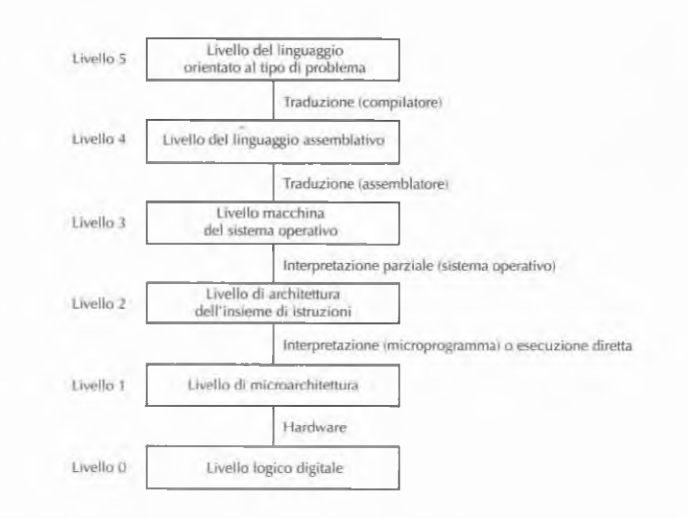 Livello 5
Livello del linguaggio
orientato al tipo di problema
Traduzione (compilatore)
Livello 4
Livello del linguaggio assemblativo
Traduzione (assemblatore)
Livello 3
Livello macchina
del sistema operativo
Interpretazione parziale (sistema operativo)
Livello 2
Livello di architettura
dell'insieme di istruzioni
Interpretazione (microprogramma) o esecuzione diretta
Livello 1
Livello di microarchitettura
Hardware
Livello 0
Livello logico digitale